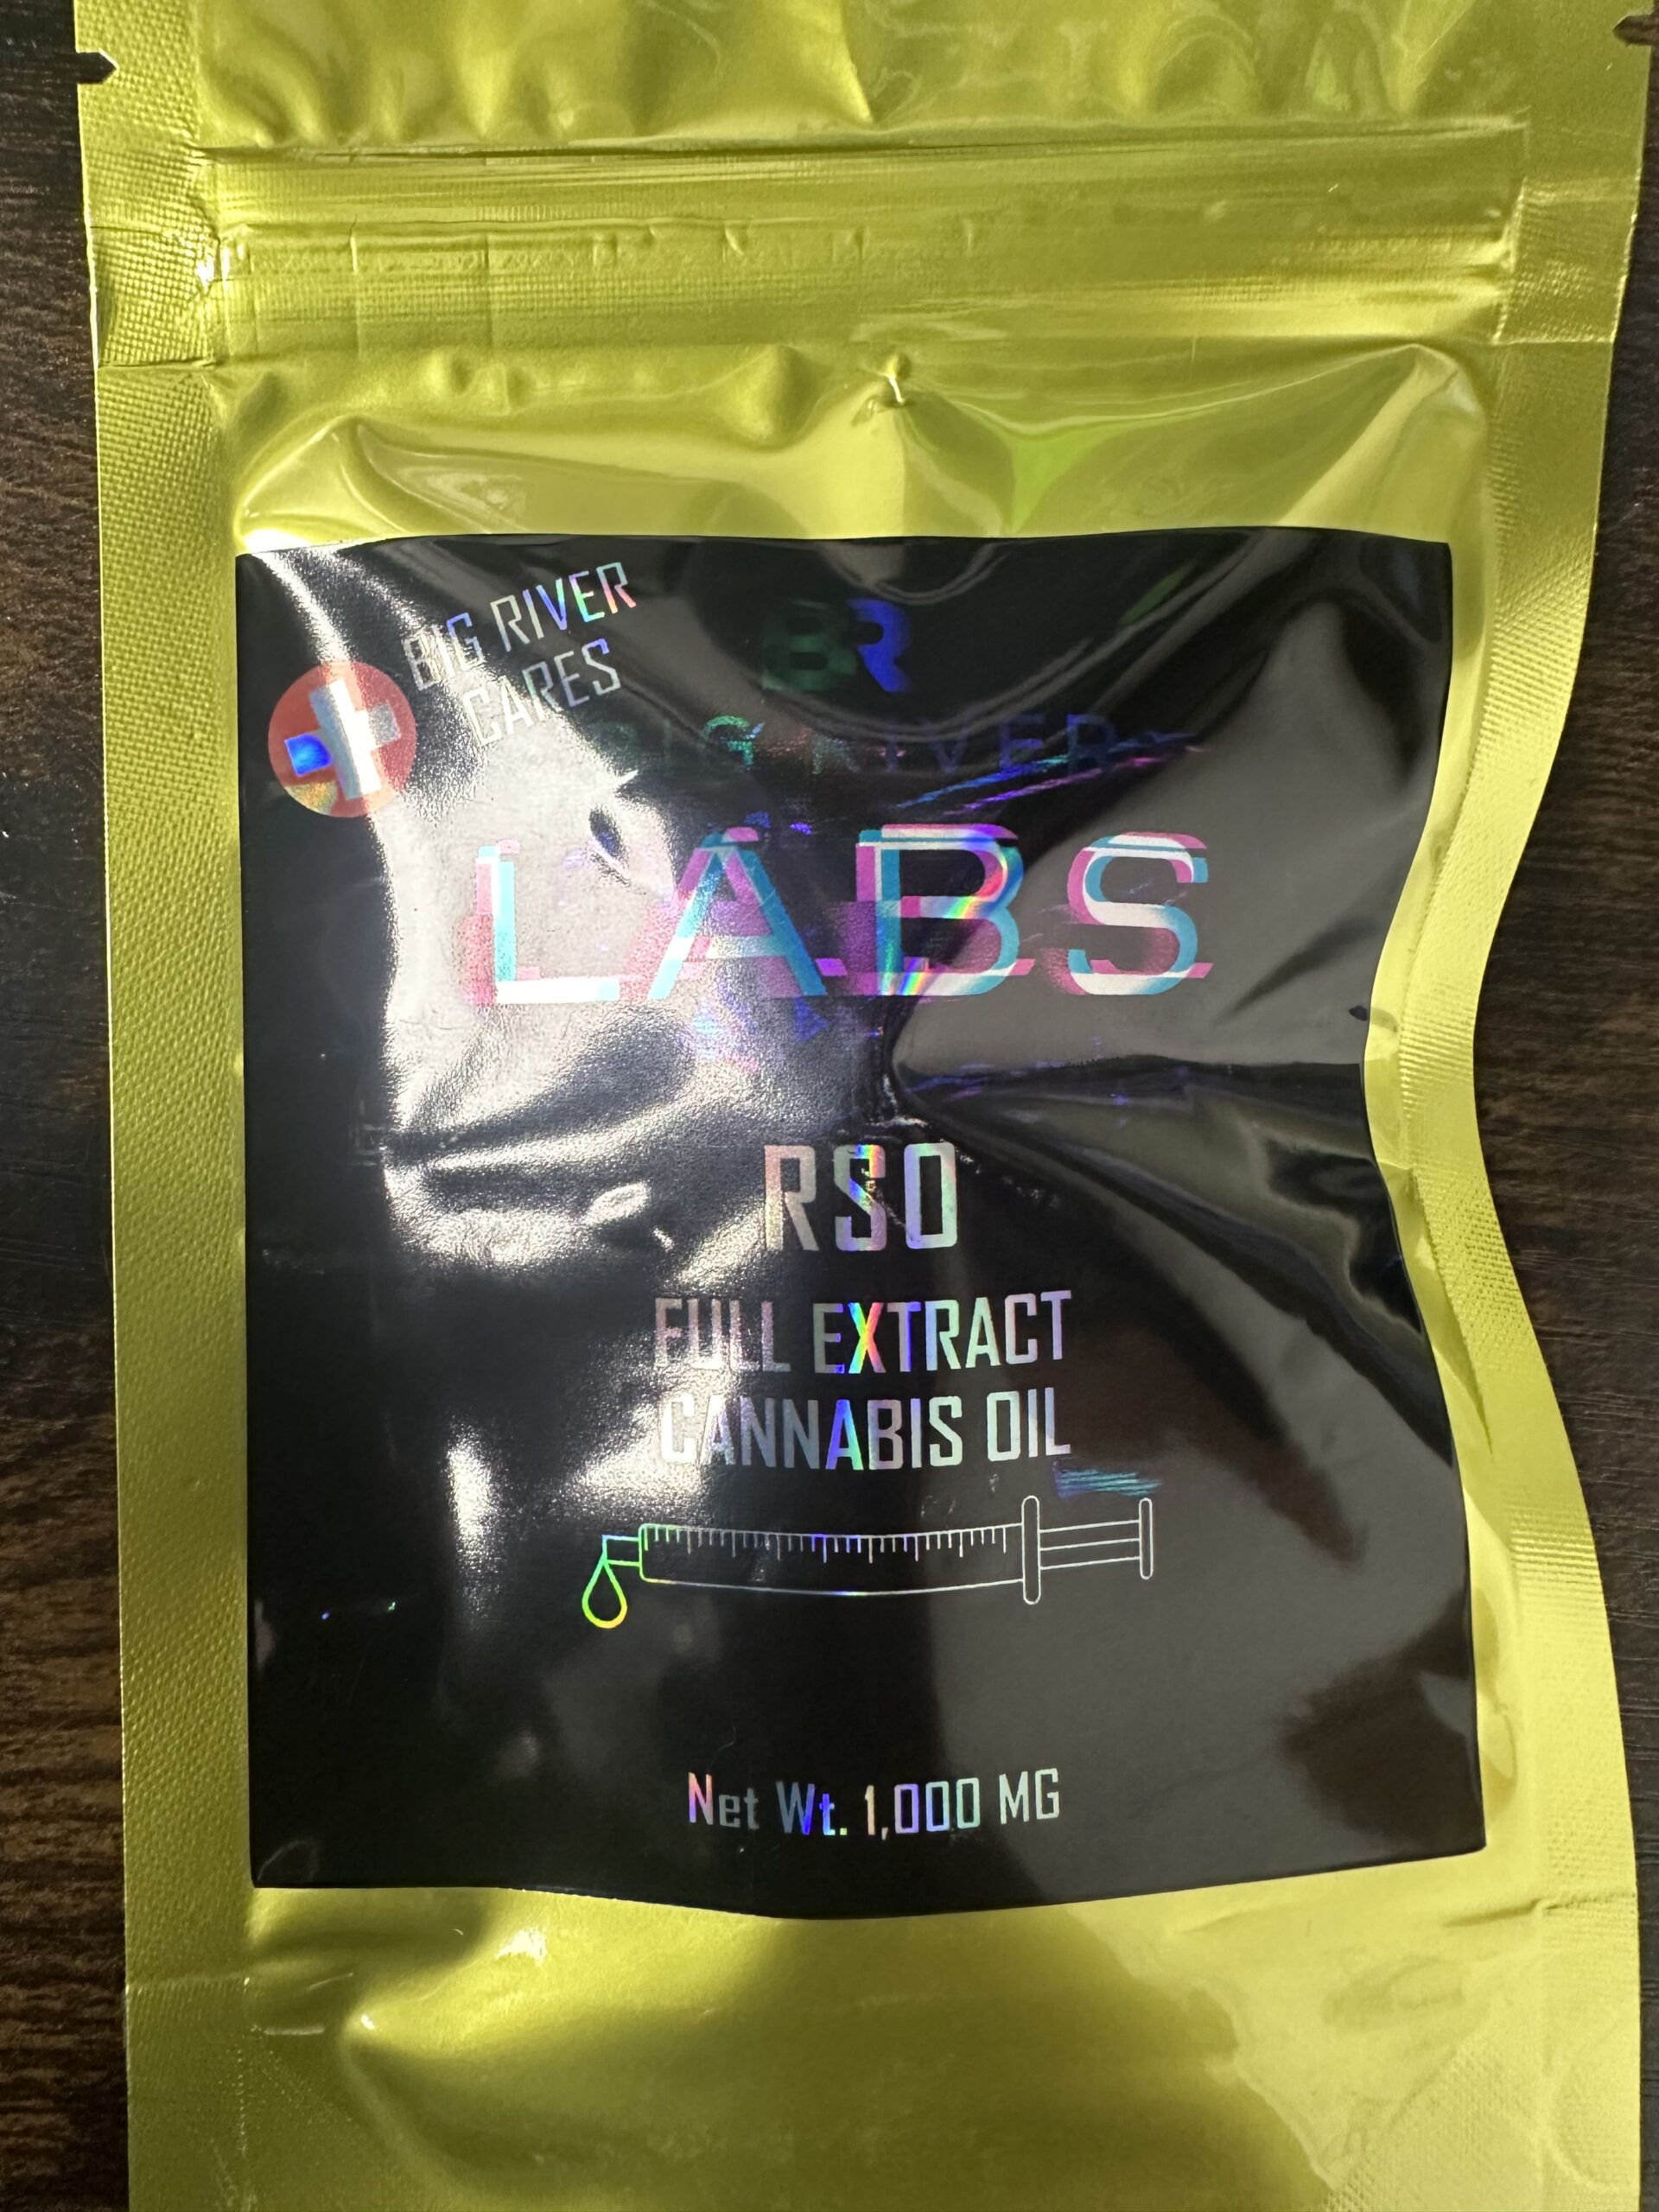 BIG RIVER
CARES
BR
BIG RIVER
LABS
RSO
FULL EXTRACT
CANNABIS OIL
Net Wt. 1,000 MG